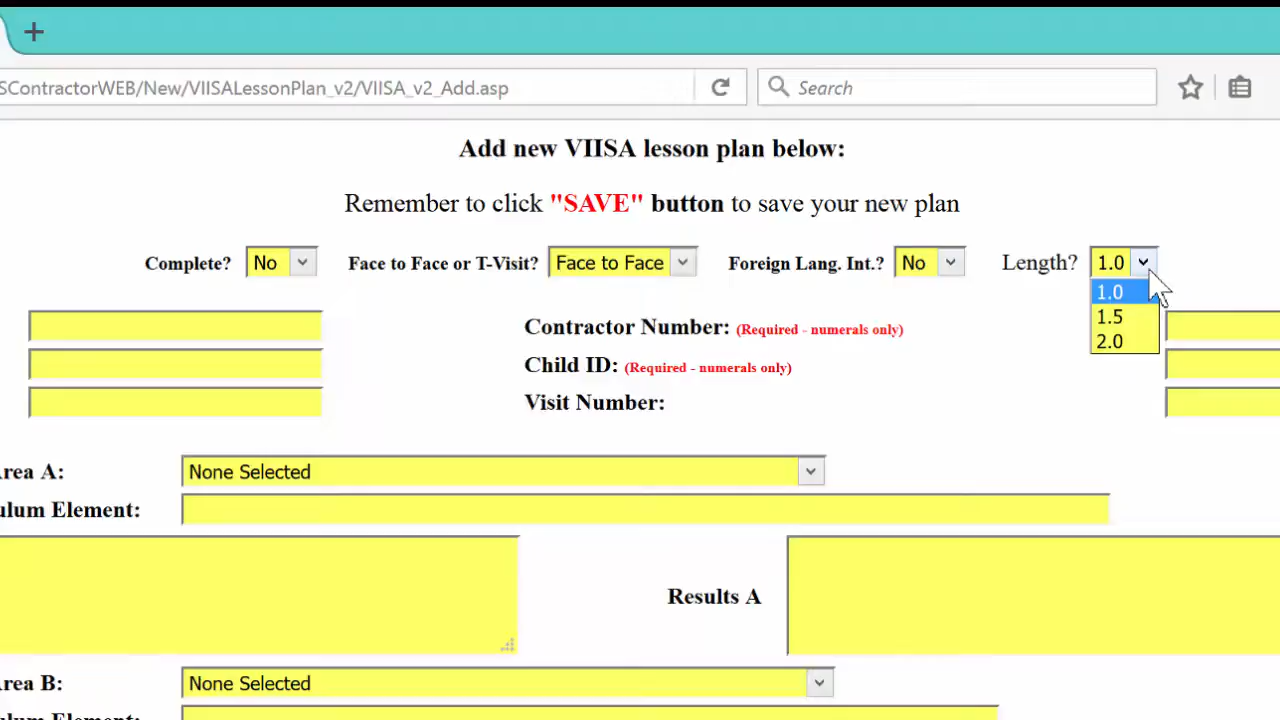 SContractorWEB/New/VIISALessonPlan_v2/VIISA_v2_Add.asp Search
Add new VIISA lesson plan below:
Remember to click "SAVE" button to save your new plan
Complete? No Face to Face or T-Visit? Face to Face Foreign Lang. Int.? No Length? 1.0
1.0
1.5
2.0
Contractor Number: (Required - numerals only)
Child ID: (Required - numerals only)
Visit Number:
rea A: None Selected
ulum Element:
Results A
rea B: None Selected
ulum Element: